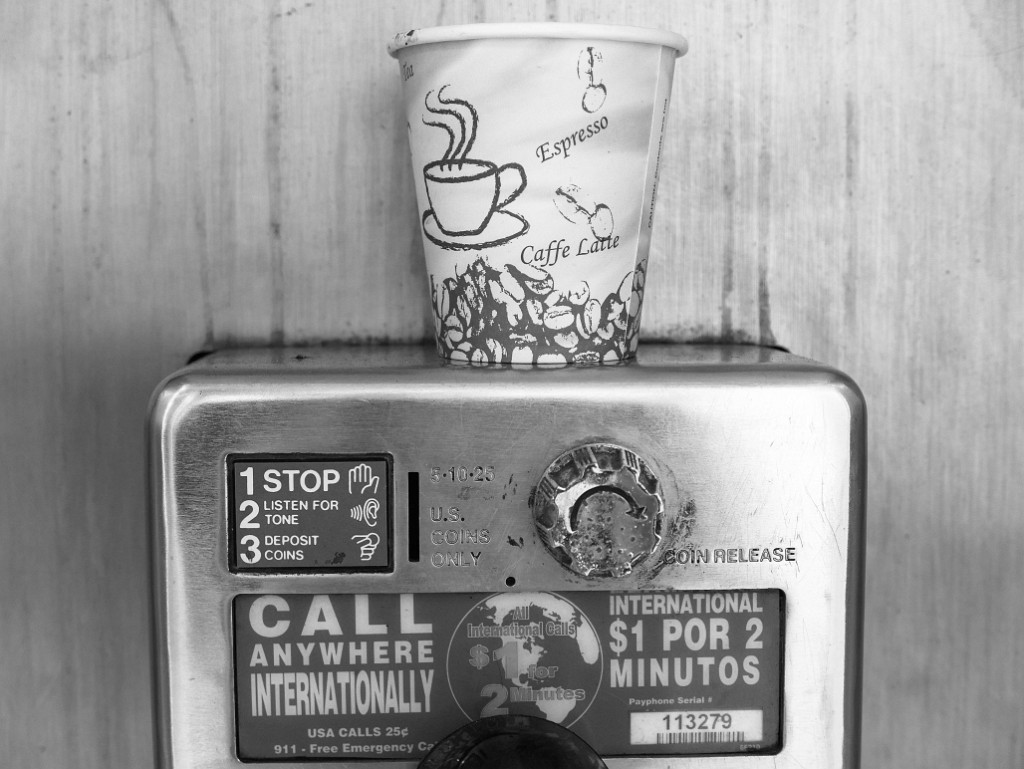 Tea
Espresso
Caffe Latte
1 STOP
2 LISTEN FOR
TONE
3 DEPOSIT
COINS
5·10·25
U.S.
COINS
ONLY
COIN RELEASE
CALL
ANYWHERE
INTERNATIONALLY
USA CALLS 25¢
911 - Free Emergency Ca
All
International Calls
$1 for
2 Minutes
INTERNATIONAL
$1 POR 2
MINUTOS
Payphone Serial #
113279